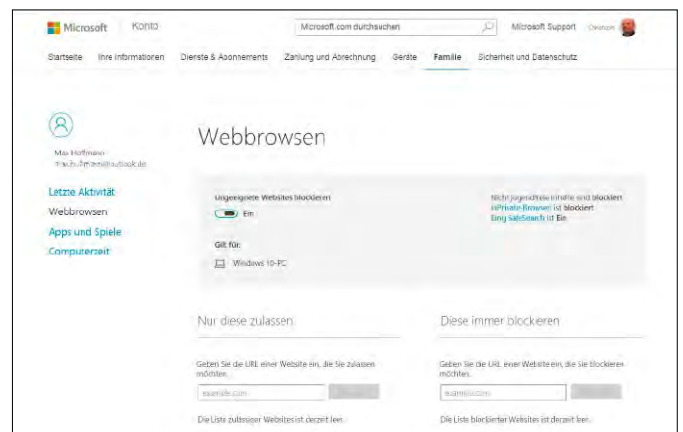 Microsoft Konto Microsoft.com durchsuchen Microsoft Support
Startseite Ihre Informationen Dienste & Abonnements Zahlung und Abrechnung Geräte Familie Sicherheit und Datenschutz
Max Hoffmann
Webbrowsen
Letzte Aktivität
Webbrowsen
Apps und Spiele
Computerzeit
Ungeeignete Websites blockieren
Ein
Gilt für:
Windows 10-PC
Nicht jugendfreie Inhalte sind blockiert
InPrivate-Browsen ist blockiert
Bing SafeSearch ist Ein
Nur diese zulassen
Geben Sie die URL einer Website ein, die Sie zulassen
möchten.
example.com
Die Liste zulässiger Websites ist derzeit leer.
Diese immer blockieren
Geben Sie die URL einer Website ein, die Sie blockieren
möchten.
example.com
Die Liste blockierter Websites ist derzeit leer.